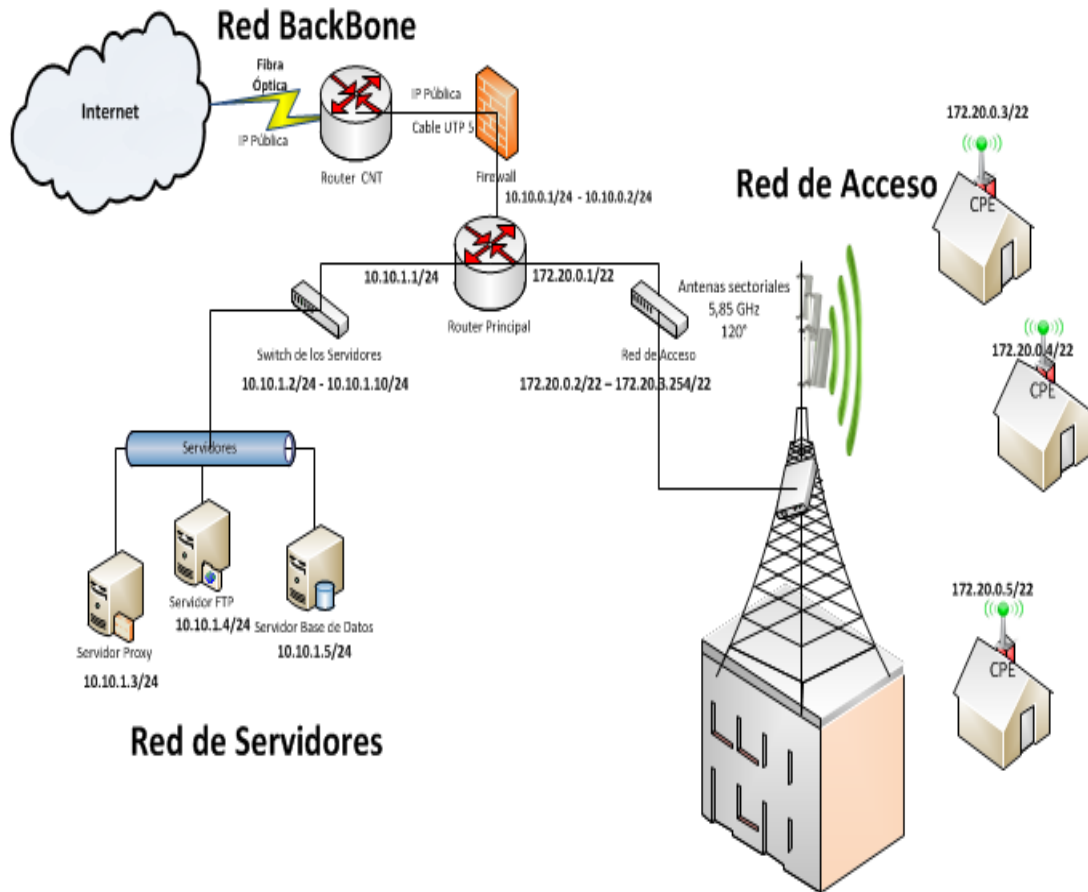 Red BackBone
Fibra
Óptica
Internet
IP Pública
IP Pública
Cable UTP 5
Router CNT
Firewall
10.10.0.1/24 - 10.10.0.2/24
Red de Acceso
172.20.0.3/22
CPE
10.10.1.1/24
172.20.0.1/22
Router Principal
Antenas sectoriales
5,85 GHz
120°
Switch de los Servidores
10.10.1.2/24 - 10.10.1.10/24
Red de Acceso
172.20.0.2/22 – 172.20.3.254/22
172.20.0.4/22
CPE
Servidores
Servidor Proxy
10.10.1.3/24
Servidor FTP
10.10.1.4/24
Servidor Base de Datos
10.10.1.5/24
172.20.0.5/22
CPE
Red de Servidores